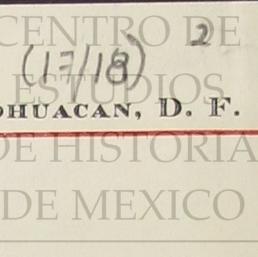 CENTRO DE
2
(17/18)
ESTUDIOS
OHUACAN, D. F.
DE HISTORIA
DE MEXICO